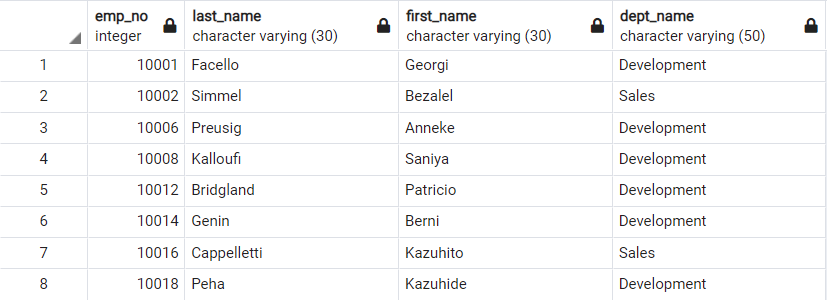 emp_no last_name first_name dept_name
integer character varying (30) character varying (30) character varying (50)
1 10001 Facello Georgi Development
2 10002 Simmel Bezalel Sales
3 10006 Preusig Anneke Development
4 10008 Kalloufi Saniya Development
5 10012 Bridgland Patricio Development
6 10014 Genin Berni Development
7 10016 Cappelletti Kazuhito Sales
8 10018 Peha Kazuhide Development